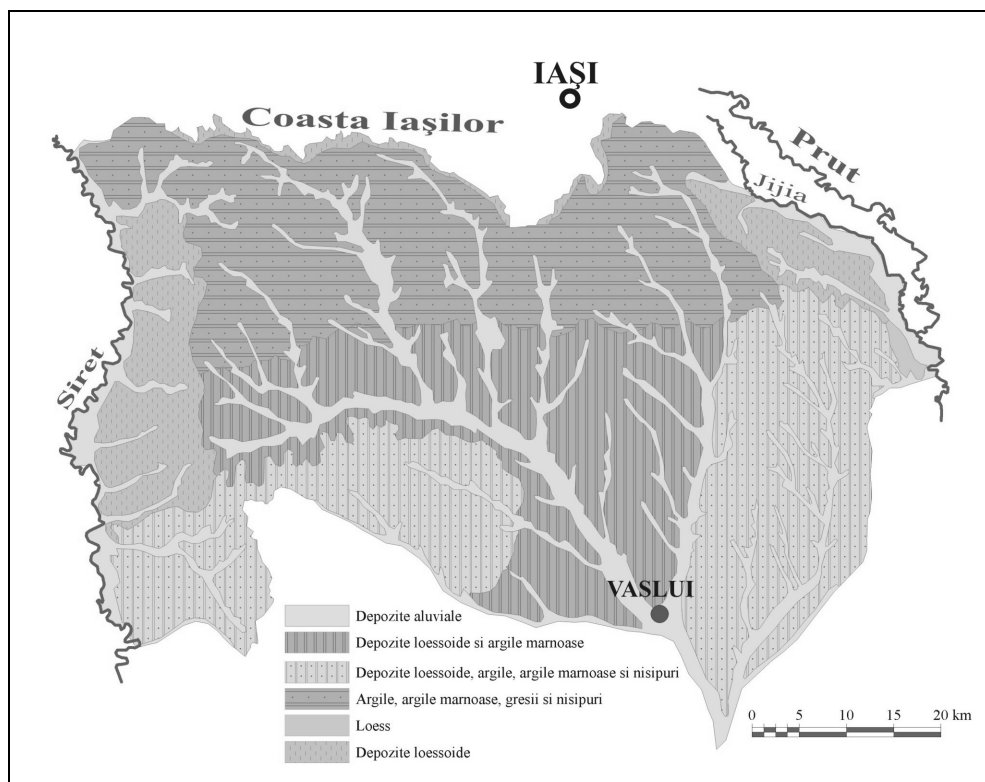 IAŞI
Coasta Iaşilor
Prut
Jijia
Siret
VASLUI
Depozite aluviale
Depozite loessoide si argile marnoase
Depozite loessoide, argile, argile marnoase si nisipuri
Argile, argile marnoase, gresii si nisipuri
Loess
Depozite loessoide
0 5 10 15 20 km